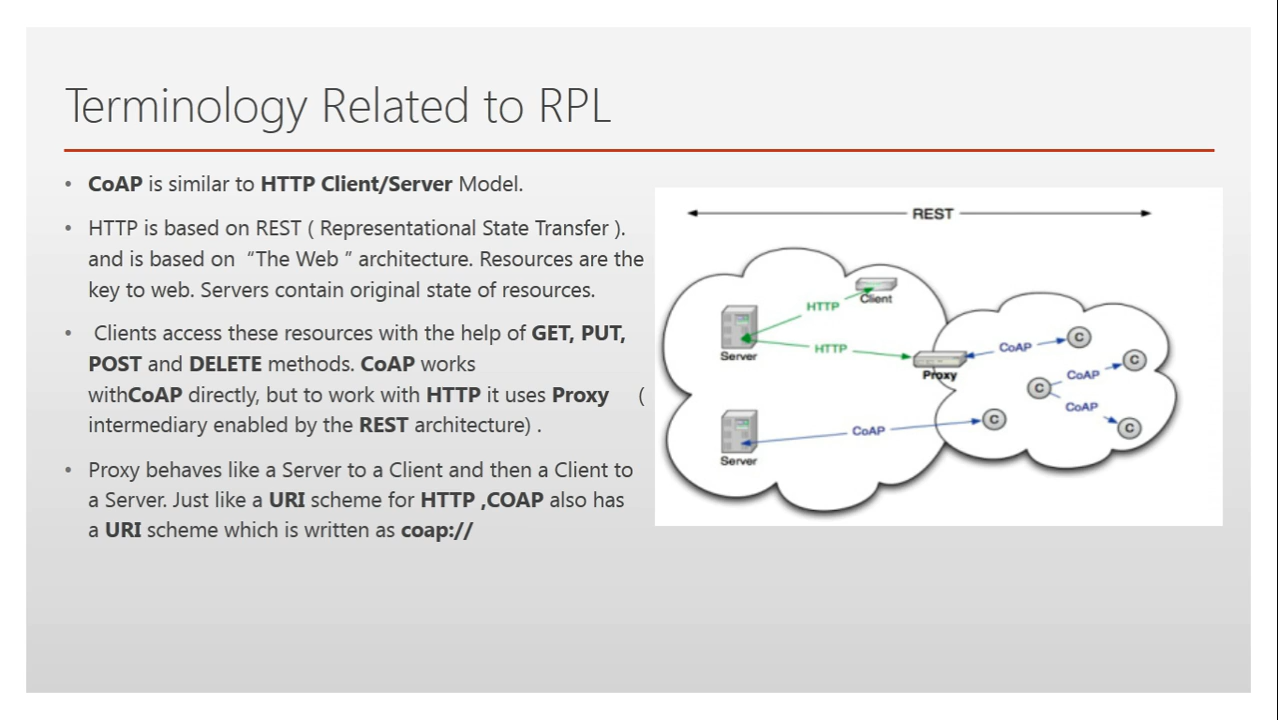 Terminology Related to RPL
• CoAP is similar to HTTP Client/Server Model.
• HTTP is based on REST ( Representational State Transfer ).
and is based on “The Web ” architecture. Resources are the
key to web. Servers contain original state of resources.
• Clients access these resources with the help of GET, PUT,
POST and DELETE methods. CoAP works
withCoAP directly, but to work with HTTP it uses Proxy (
intermediary enabled by the REST architecture) .
• Proxy behaves like a Server to a Client and then a Client to
a Server. Just like a URI scheme for HTTP ,COAP also has
a URI scheme which is written as coap://
REST
Client
HTTP
Server
HTTP
Proxy
CoAP
C
C
CoAP
C
CoAP
C
C
CoAP
Server